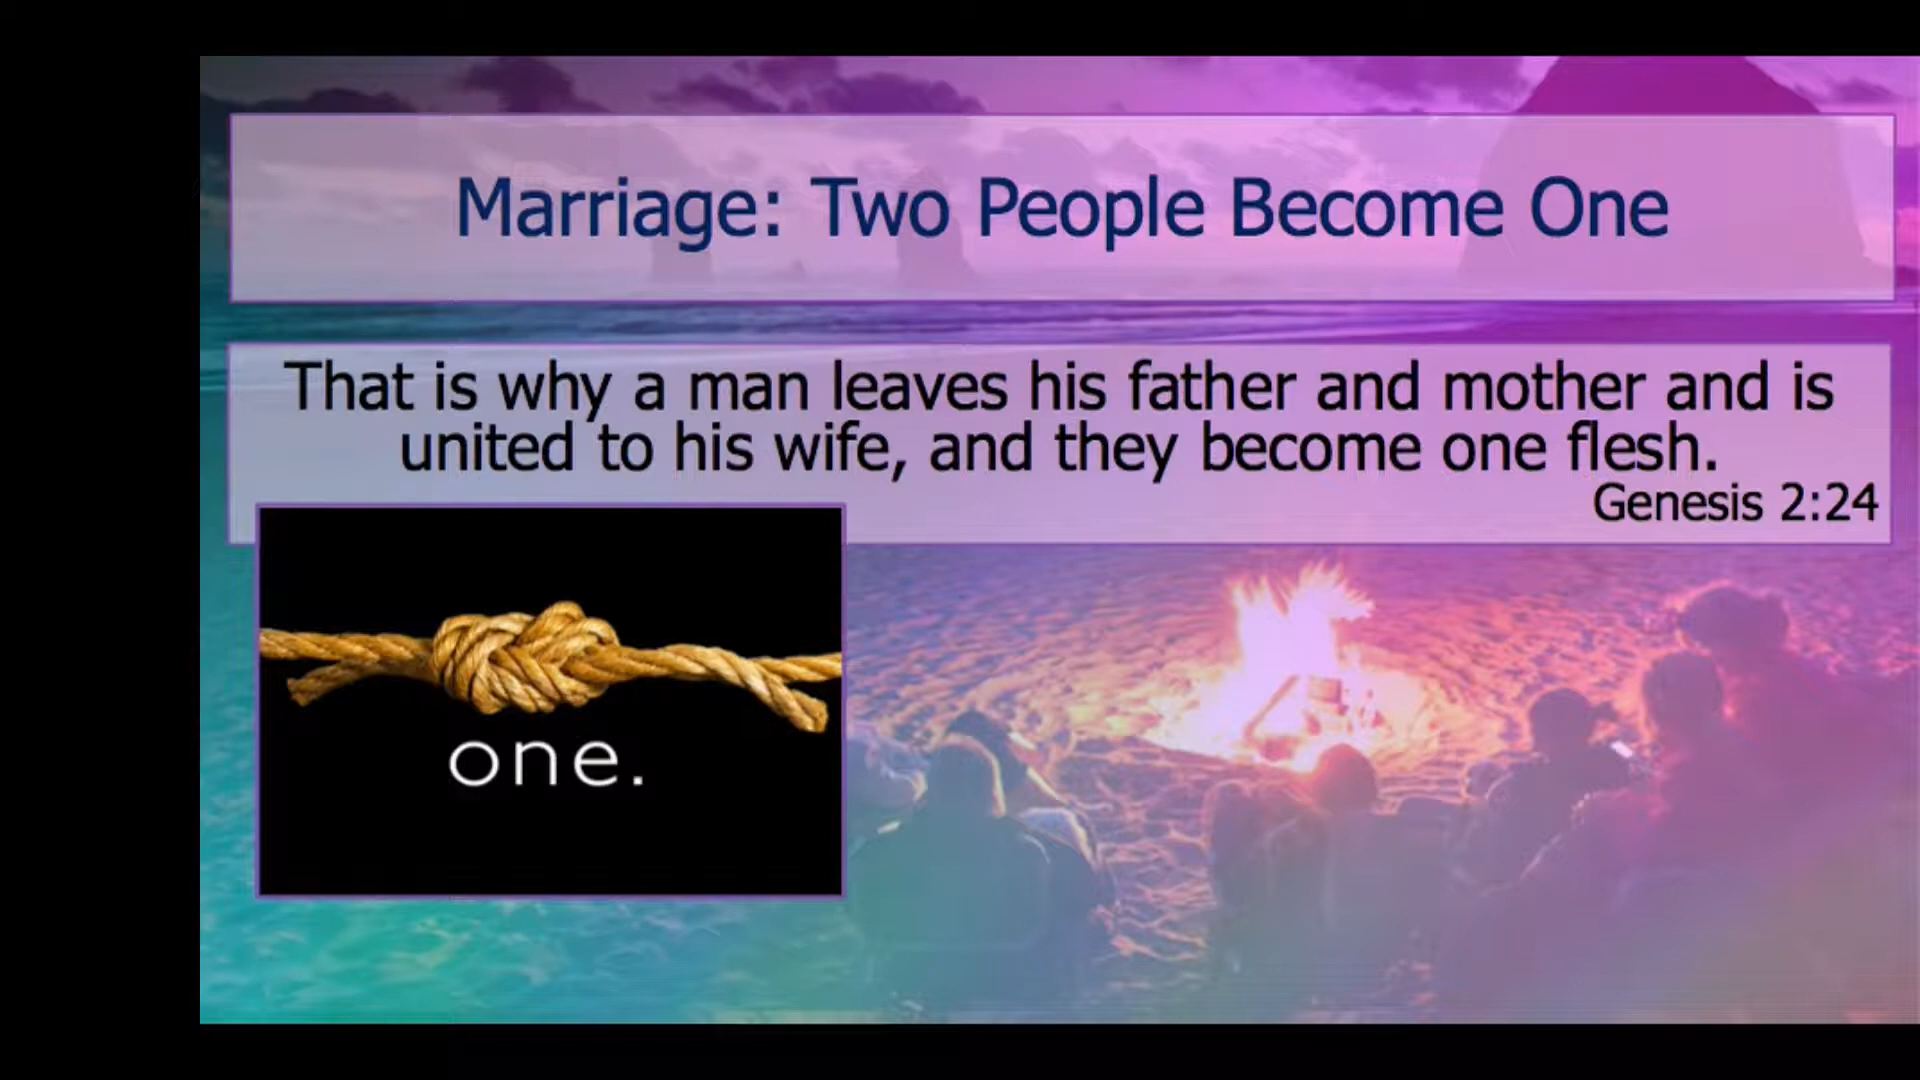 Marriage: Two People Become One
That is why a man leaves his father and mother and is
united to his wife, and they become one flesh.
Genesis 2:24
one.